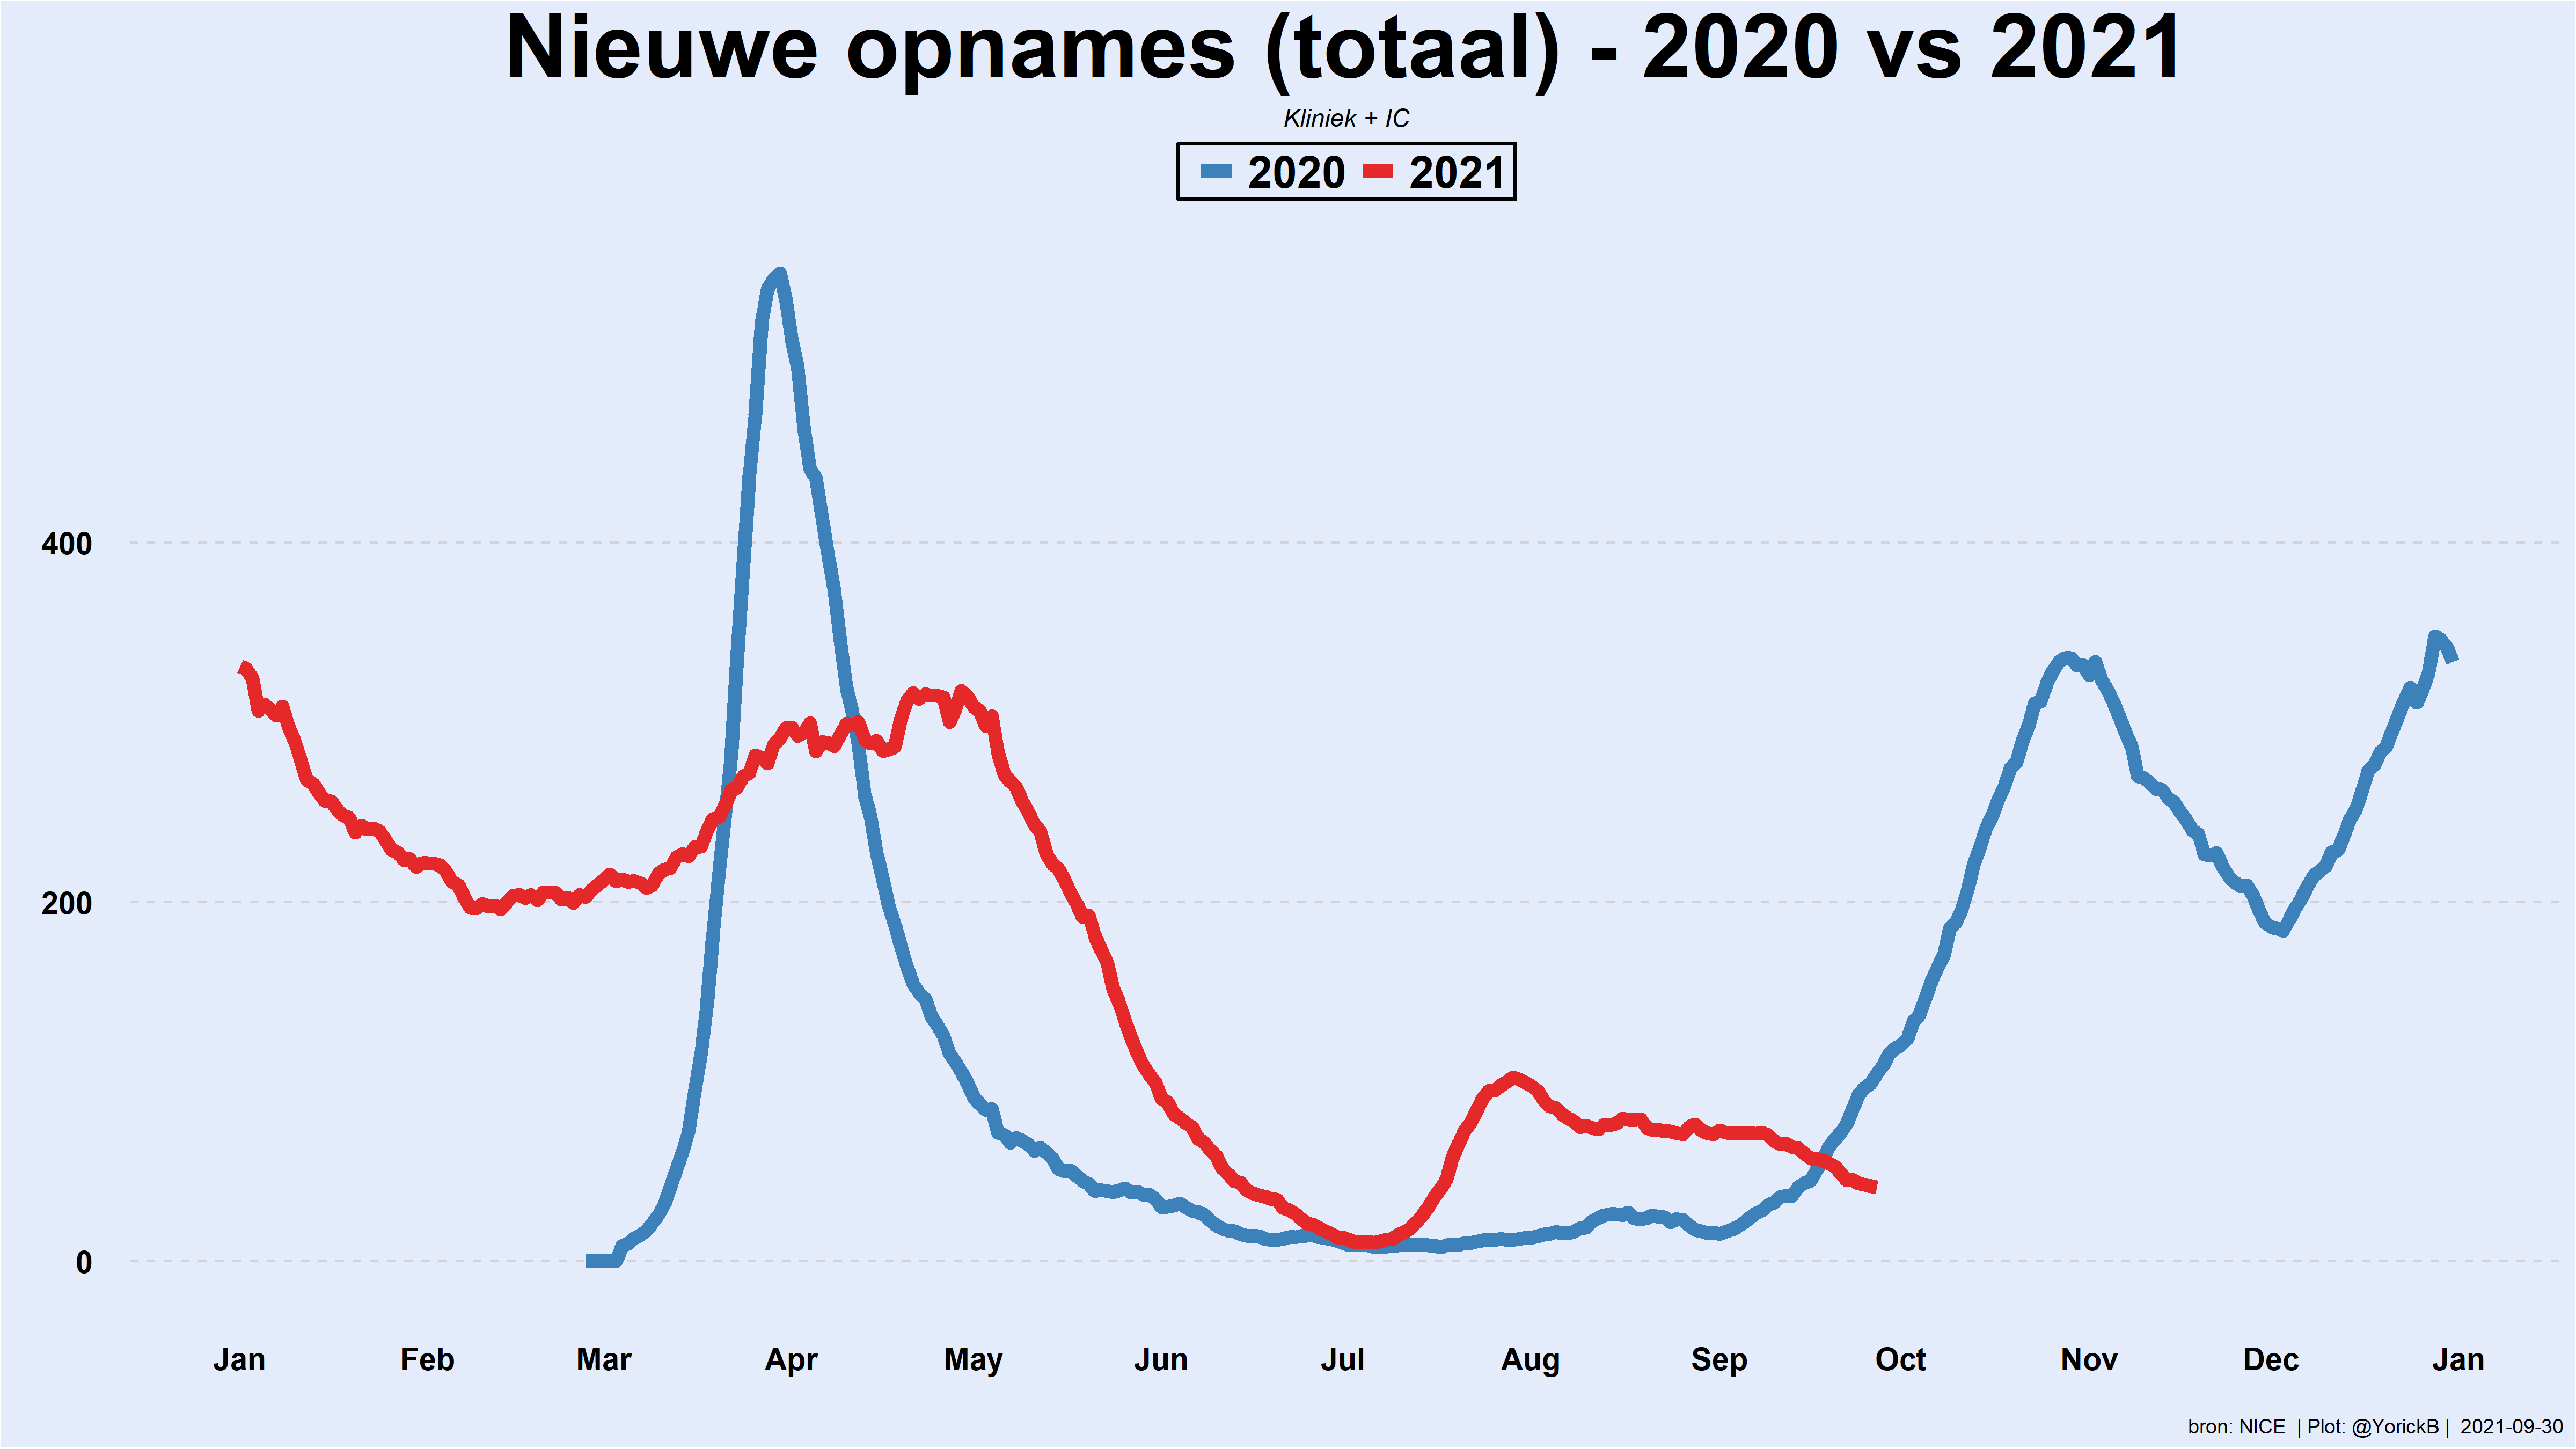 Nieuwe opnames (totaal) - 2020 vs 2021
Kliniek + IC
2020 2021
400
200
0
Jan Feb Mar Apr May Jun Jul Aug Sep Oct Nov Dec Jan
bron: NICE | Plot: @YorickB | 2021-09-30